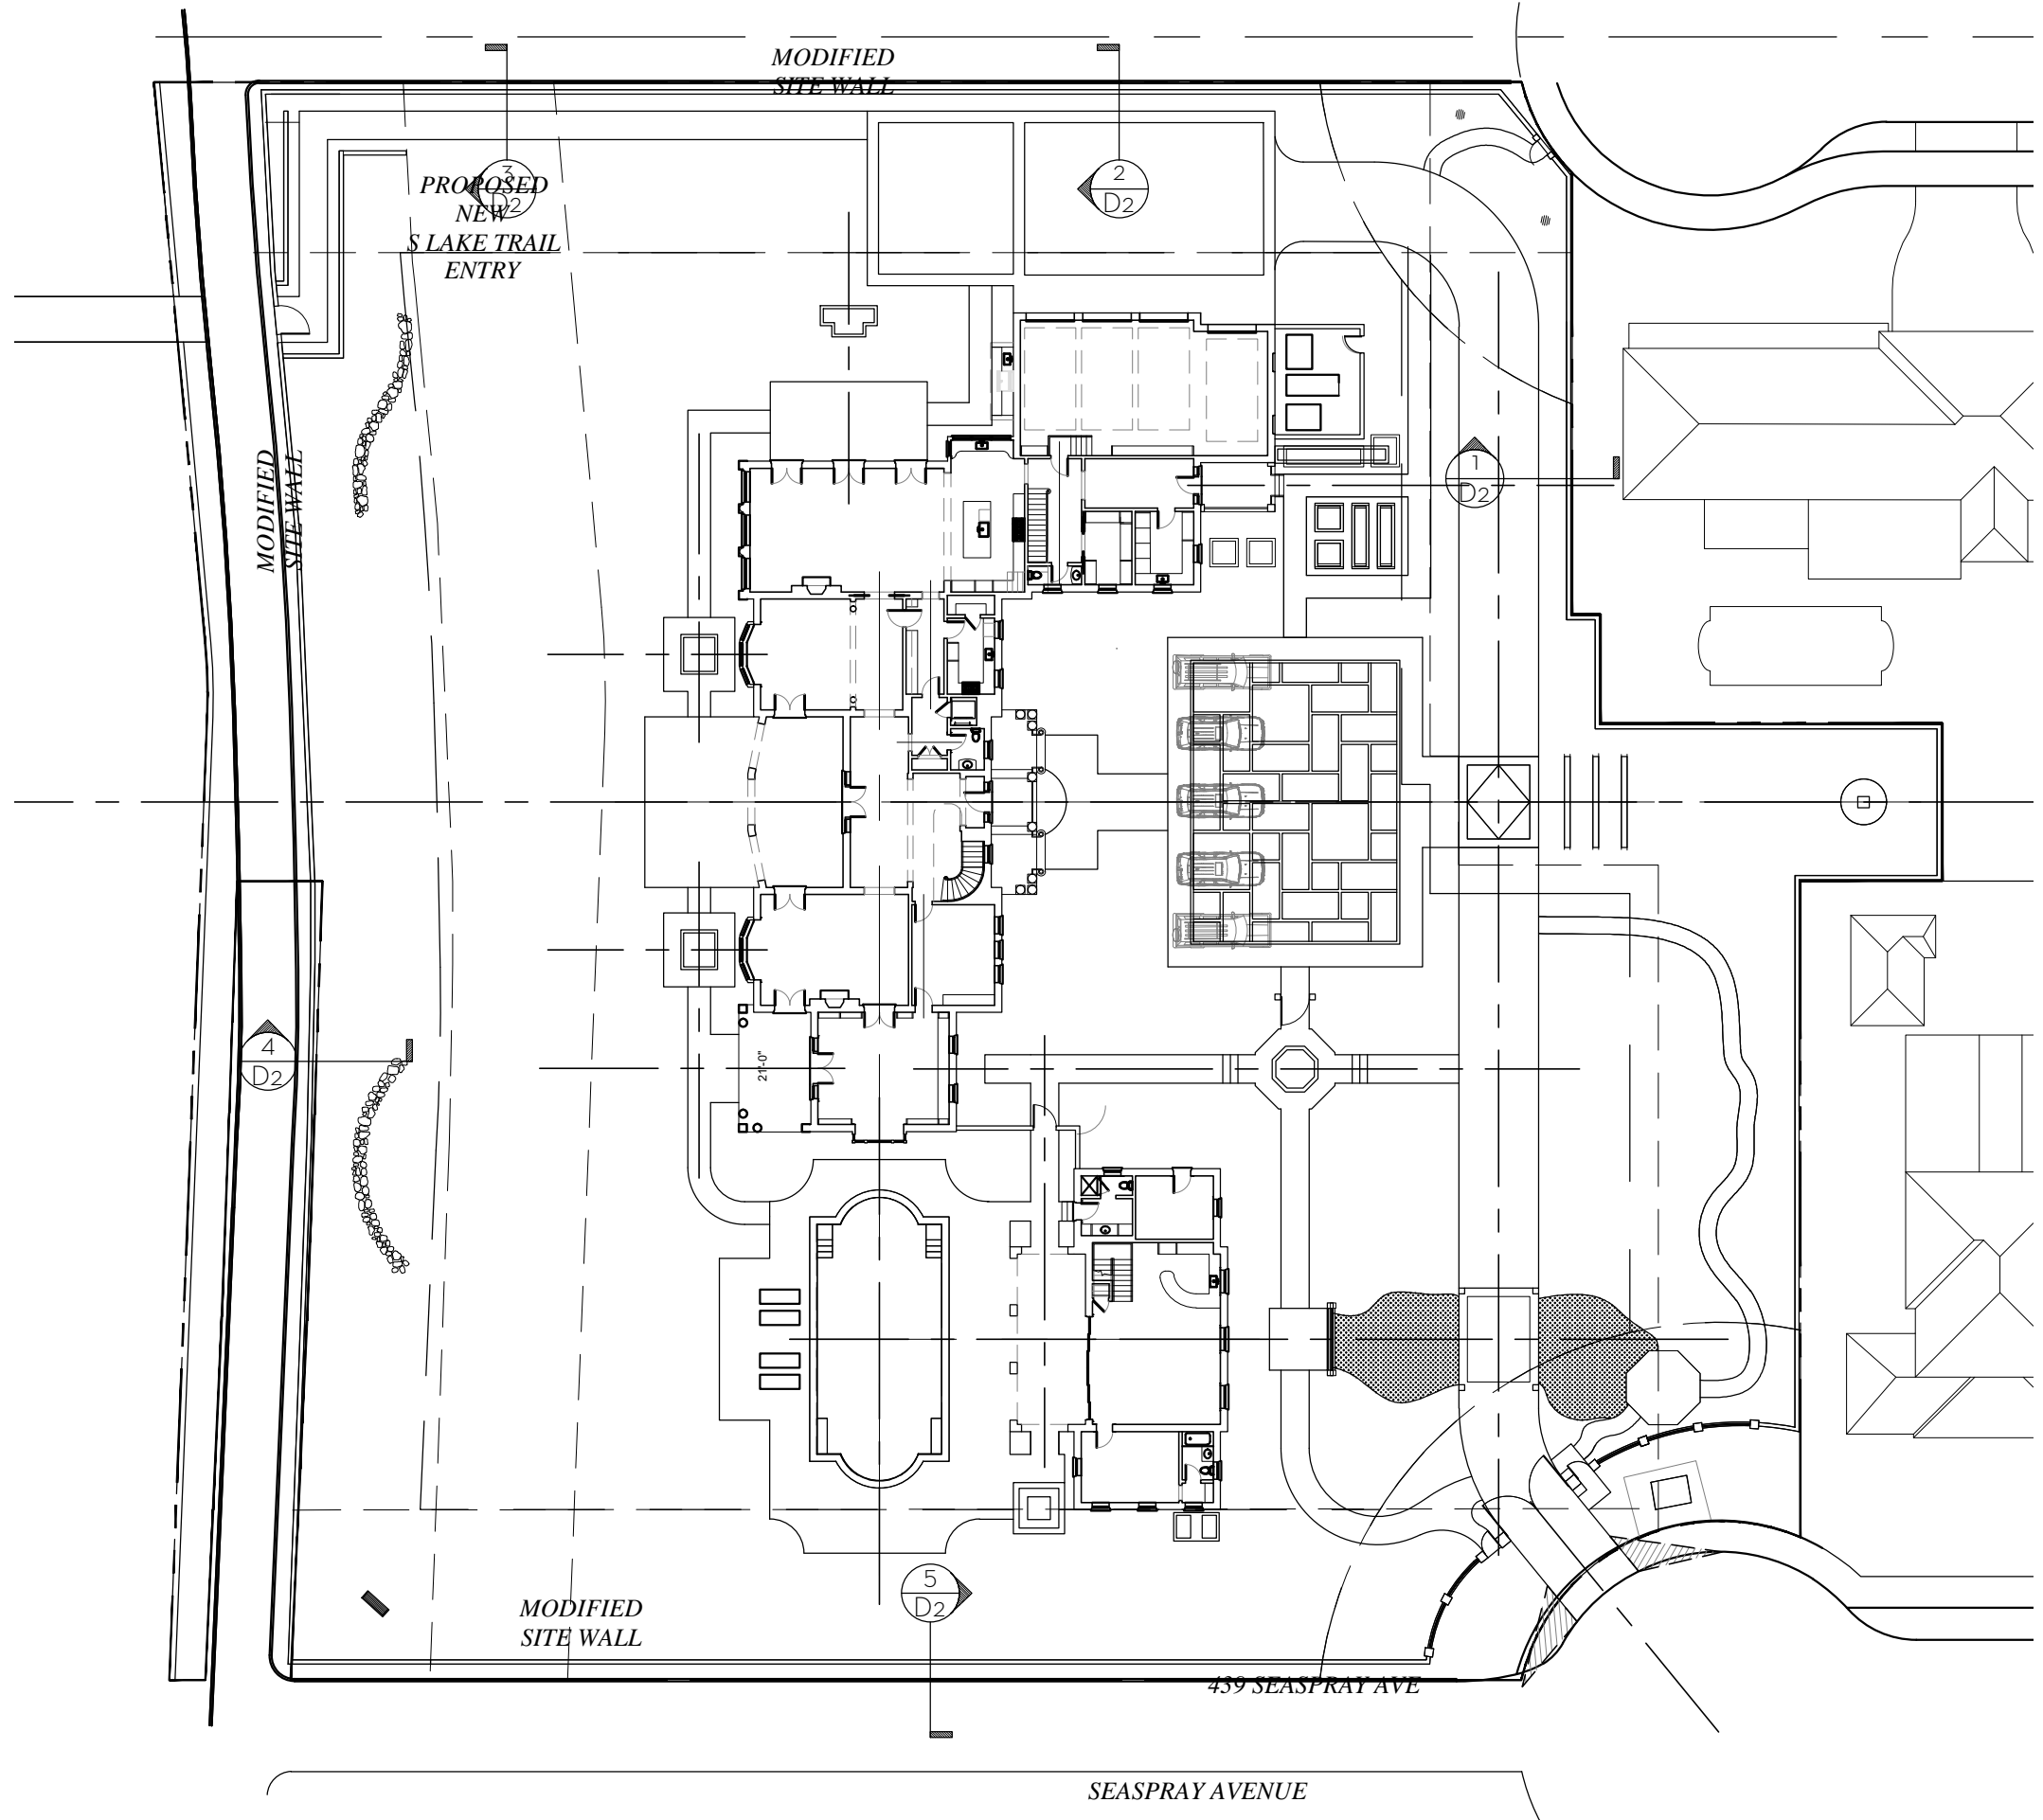 MODIFIED
SITE WALL
3
D2
2
D2
PROPOSED
NEW
S LAKE TRAIL
ENTRY
MODIFIED
SITE WALL
1
D2
4
D2
21'-0"
5
D2
MODIFIED
SITE WALL
439 SEASPRAY AVE
SEASPRAY AVENUE